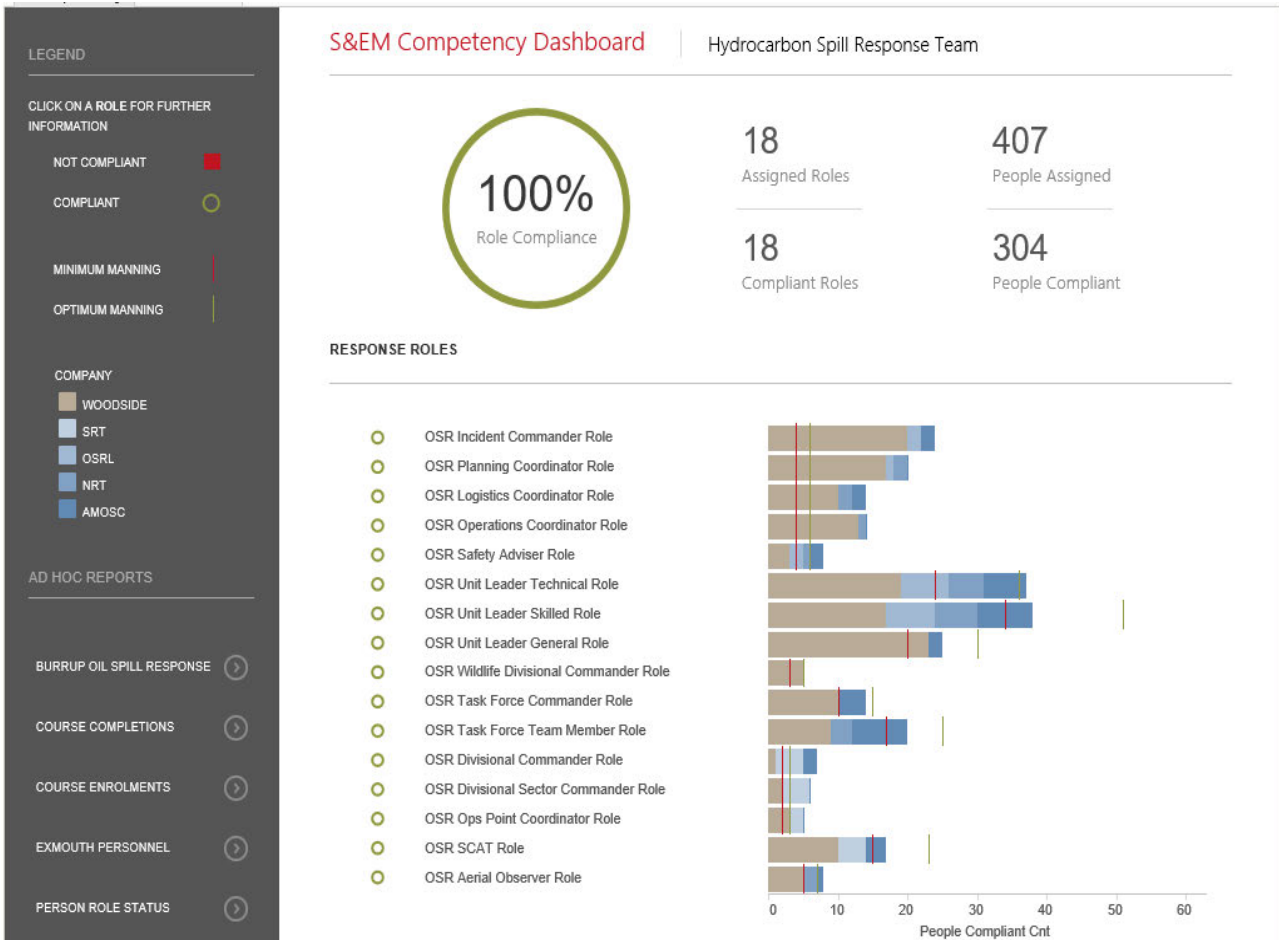 LEGEND
CLICK ON A ROLE FOR FURTHER
INFORMATION
NOT COMPLIANT
COMPLIANT
MINIMUM MANNING
OPTIMUM MANNING
COMPANY
WOODSIDE
SRT
OSRL
NRT
AMOSC
AD HOC REPORTS
BURRUP OIL SPILL RESPONSE
COURSE COMPLETIONS
COURSE ENROLMENTS
EXMOUTH PERSONNEL
PERSON ROLE STATUS
S&EM Competency Dashboard
Hydrocarbon Spill Response Team
100%
Role Compliance
18
Assigned Roles
407
People Assigned
18
Compliant Roles
304
People Compliant
RESPONSE ROLES
OSR Incident Commander Role
OSR Planning Coordinator Role
OSR Logistics Coordinator Role
OSR Operations Coordinator Role
OSR Safety Adviser Role
OSR Unit Leader Technical Role
OSR Unit Leader Skilled Role
OSR Unit Leader General Role
OSR Wildlife Divisional Commander Role
OSR Task Force Commander Role
OSR Task Force Team Member Role
OSR Divisional Commander Role
OSR Divisional Sector Commander Role
OSR Ops Point Coordinator Role
OSR SCAT Role
OSR Aerial Observer Role
0 10 20 30 40 50 60
People Compliant Cnt